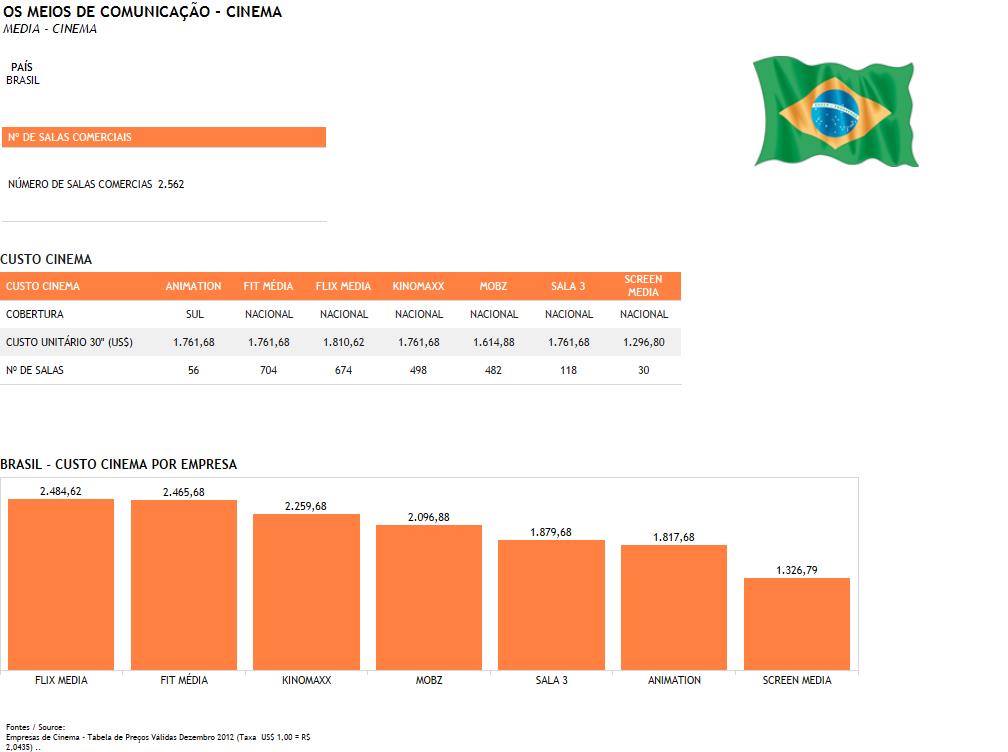 OS MEIOS DE COMUNICAÇÃO - CINEMA
MEDIA - CINEMA
PAÍS
BRASIL
Nº DE SALAS COMERCIAIS
NÚMERO DE SALAS COMERCIAS 2.562
CUSTO CINEMA
CUSTO CINEMA ANIMATION FIT MÉDIA FLIX MEDIA KINOMAXX MOBZ SALA 3 SCREEN MEDIA
COBERTURA SUL NACIONAL NACIONAL NACIONAL NACIONAL NACIONAL NACIONAL
CUSTO UNITÁRIO 30" (US$) 1.761,68 1.761,68 1.810,62 1.761,68 1.614,88 1.761,68 1.296,80
Nº DE SALAS 56 704 674 498 482 118 30
BRASIL - CUSTO CINEMA POR EMPRESA
2.484,62 2.465,68 2.259,68 2.096,88 1.879,68 1.817,68 1.326,79
FLIX MEDIA FIT MÉDIA KINOMAXX MOBZ SALA 3 ANIMATION SCREEN MEDIA
Fontes / Source:
Empresas de Cinema - Tabela de Preços Válidas Dezembro 2012 (Taxa US$ 1,00 = R$
2,0435) ..